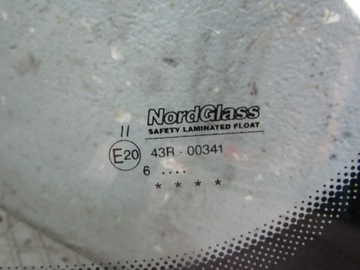 NordGlass
SAFETY LAMINATED FLOAT
II
E20 43R - 00341
6 ....
* * * *